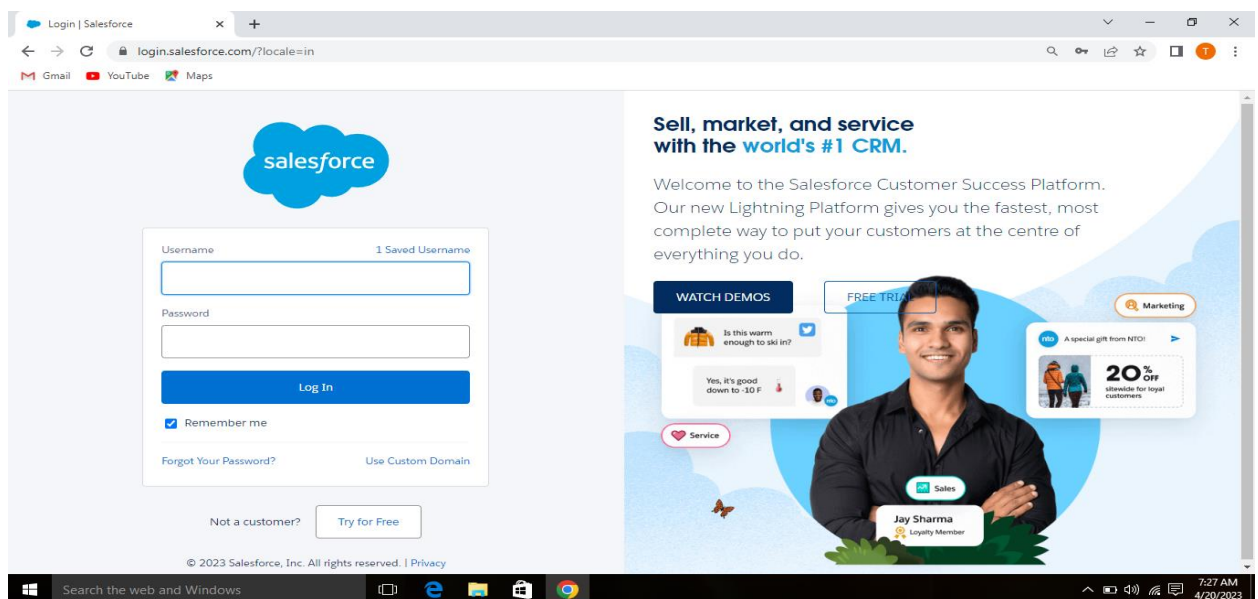 Login | Salesforce
login.salesforce.com/?locale=in
T
Gmail YouTube Maps
salesforce
Username 1 Saved Username
Password
Log In
Remember me
Forgot Your Password? Use Custom Domain
Not a customer? Try for Free
© 2023 Salesforce, Inc. All rights reserved. | Privacy
Sell, market, and service
with the world's #1 CRM.
Welcome to the Salesforce Customer Success Platform.
Our new Lightning Platform gives you the fastest, most
complete way to put your customers at the centre of
everything you do.
WATCH DEMOS FREE TRIAL
Is this warm
enough to ski in?
Yes, it's good
down to -10 F
nto
Service
Marketing
nto A special gift from NTO!
20% OFF
sitewide for loyal
customers
Sales
Jay Sharma
Loyalty Member
Search the web and Windows
7:27 AM
4/20/2023